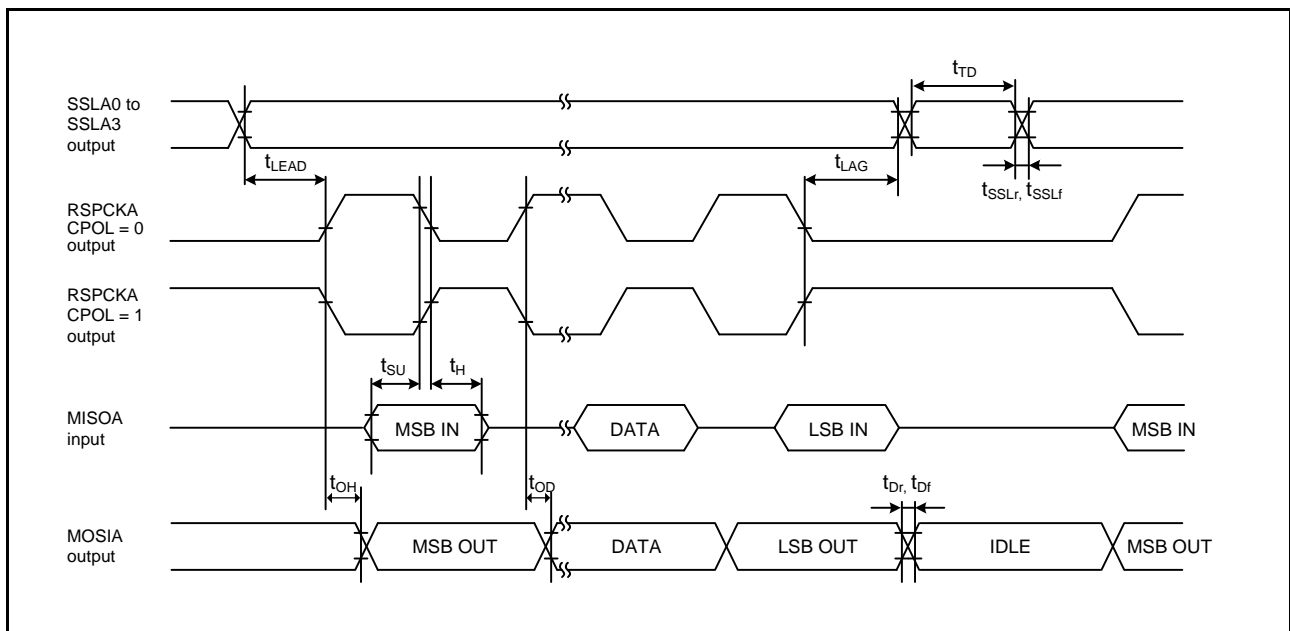 tTD
SSLA0 to
SSLA3
output
tLEAD
tLAG
tSSLr, tSSLf
RSPCKA
CPOL = 0
output
RSPCKA
CPOL = 1
output
tSU
tH
MISOA
input
MSB IN
DATA
LSB IN
MSB IN
tOH
tOD
tDr, tDf
MOSIA
output
MSB OUT
DATA
LSB OUT
IDLE
MSB OUT